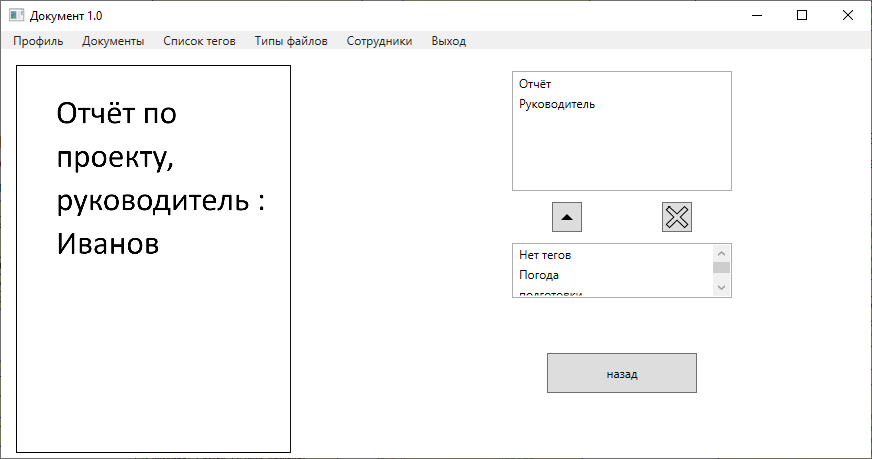 Документ 1.0
Профиль Документы Список тегов Типы файлов Сотрудники Выход
Отчёт по
проекту,
руководитель :
Иванов
Отчёт
Руководитель
Нет тегов
Погода
подготовки
назад